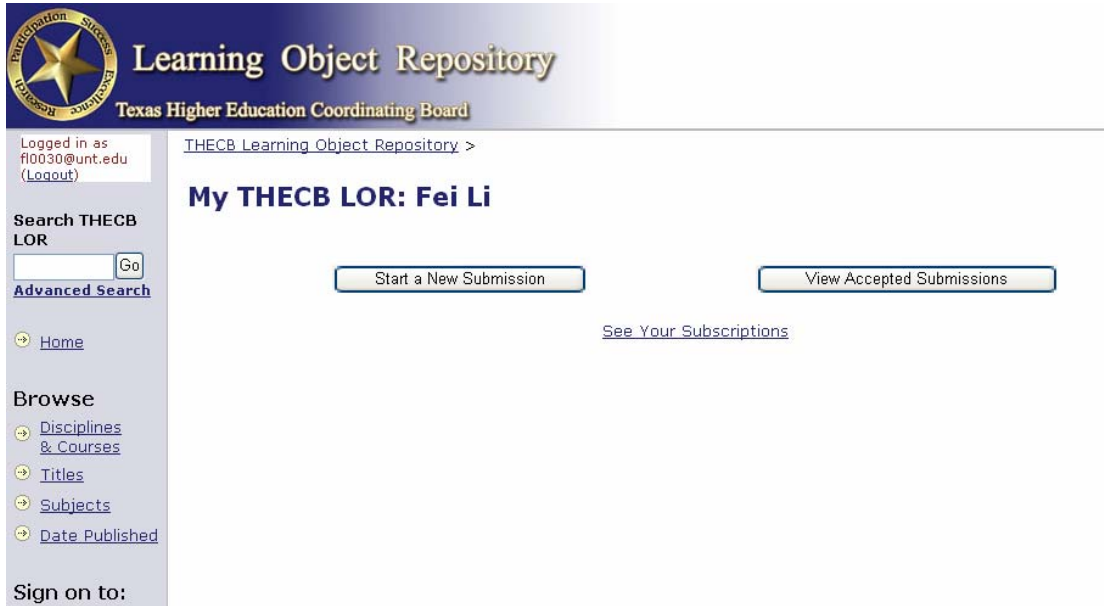 Participation Success Excellence Research
Learning Object Repository
Texas Higher Education Coordinating Board
Logged in as
fl0030@unt.edu
(Logout)
Search THECB
LOR
Go
Advanced Search
Home
Browse
Disciplines
& Courses
Titles
Subjects
Date Published
Sign on to:
THECB Learning Object Repository >
My THECB LOR: Fei Li
Start a New Submission
View Accepted Submissions
See Your Subscriptions